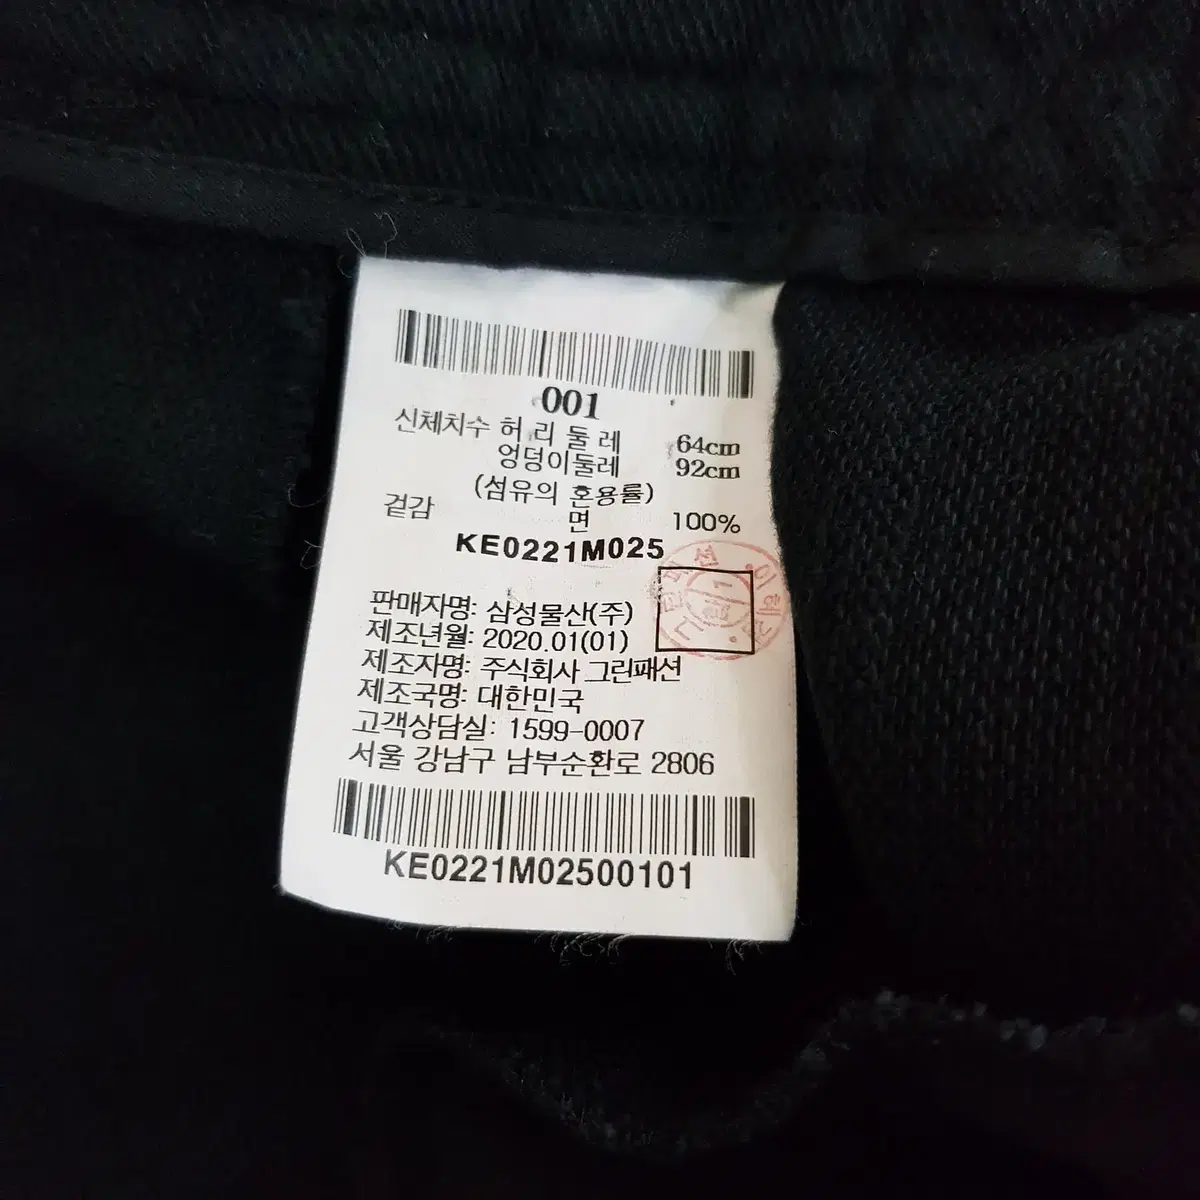 001
신체치수 허 리 둘 레 64cm
엉덩이둘레 92cm
(섬유의 혼용률)
겉감 면 100%
KE0221M025
판매자명: 삼성물산(주)
제조년월: 2020.01(01)
제조자명: 주식회사 그린패션
제조국명: 대한민국
고객상담실: 1599-0007
서울 강남구 남부순환로 2806
KE0221M02500101